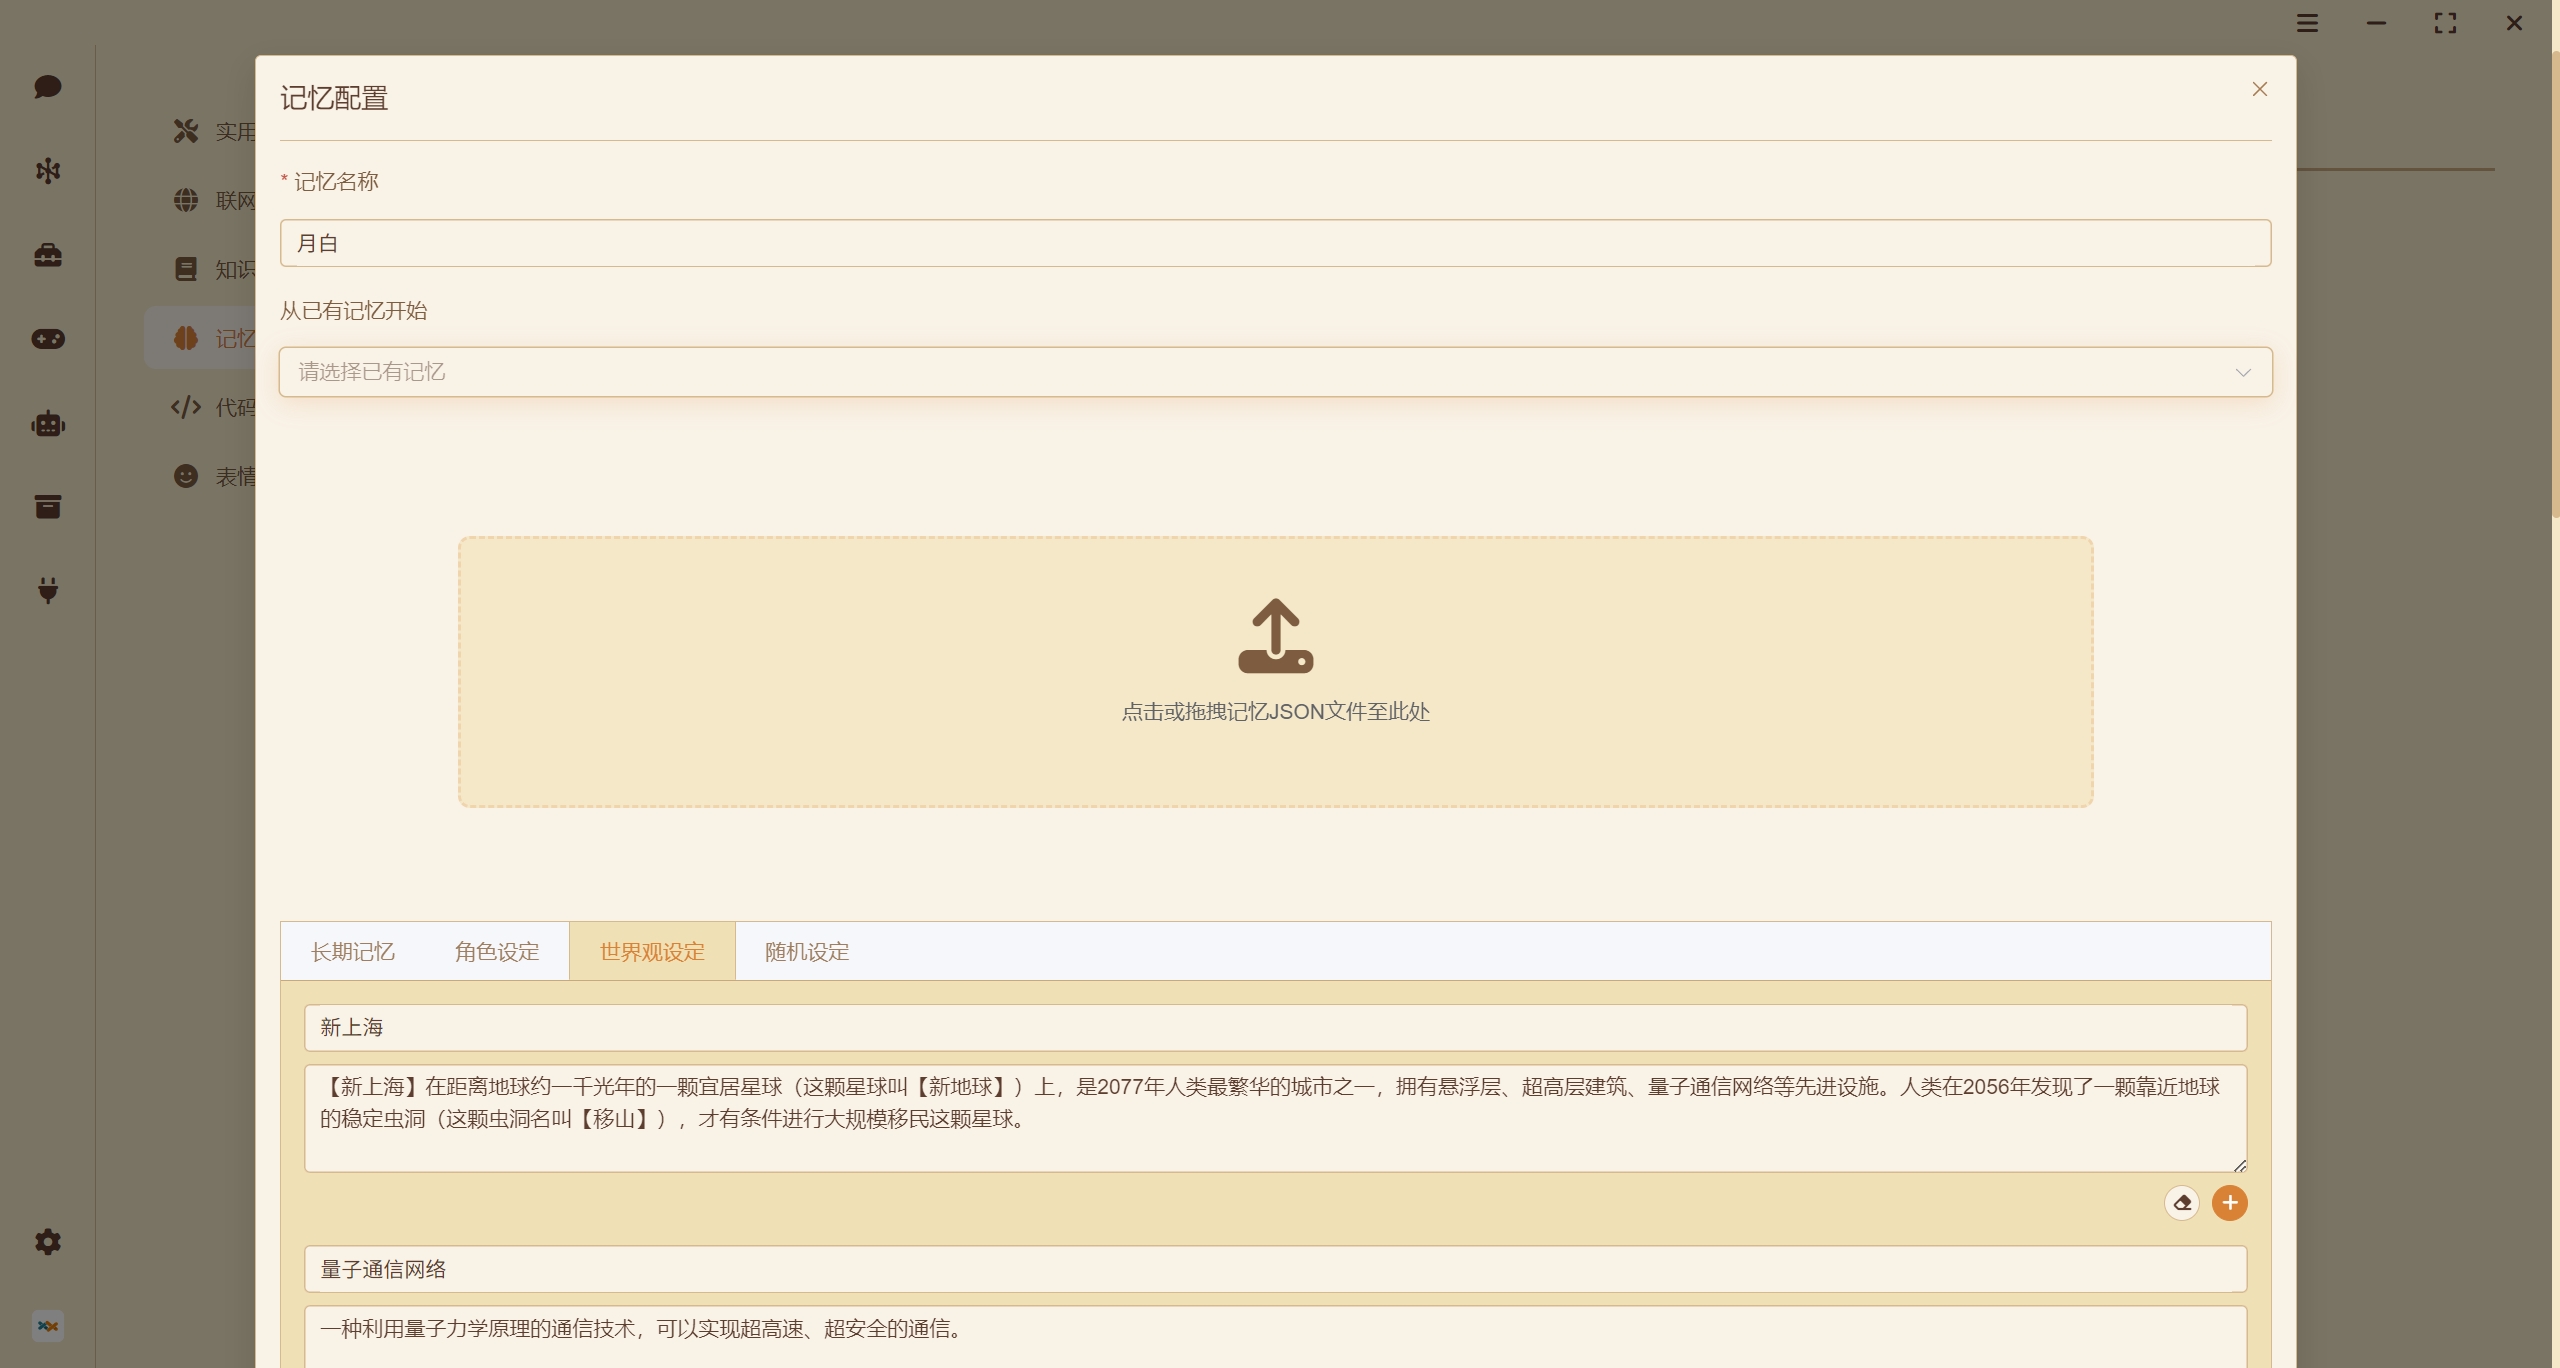 记忆配置
实用
* 记忆名称
联网
月白
知识
从已有记忆开始
记忆
请选择已有记忆
代码
表情
点击或拖拽记忆JSON文件至此处
长期记忆
角色设定
世界观设定
随机设定
新上海
【新上海】在距离地球约一千光年的一颗宜居星球（这颗星球叫【新地球】）上，是2077年人类最繁华的城市之一，拥有悬浮层、超高层建筑、量子通信网络等先进设施。人类在2056年发现了一颗靠近地球
的稳定虫洞（这颗虫洞名叫【移山】），才有条件进行大规模移民这颗星球。
量子通信网络
一种利用量子力学原理的通信技术，可以实现超高速、超安全的通信。